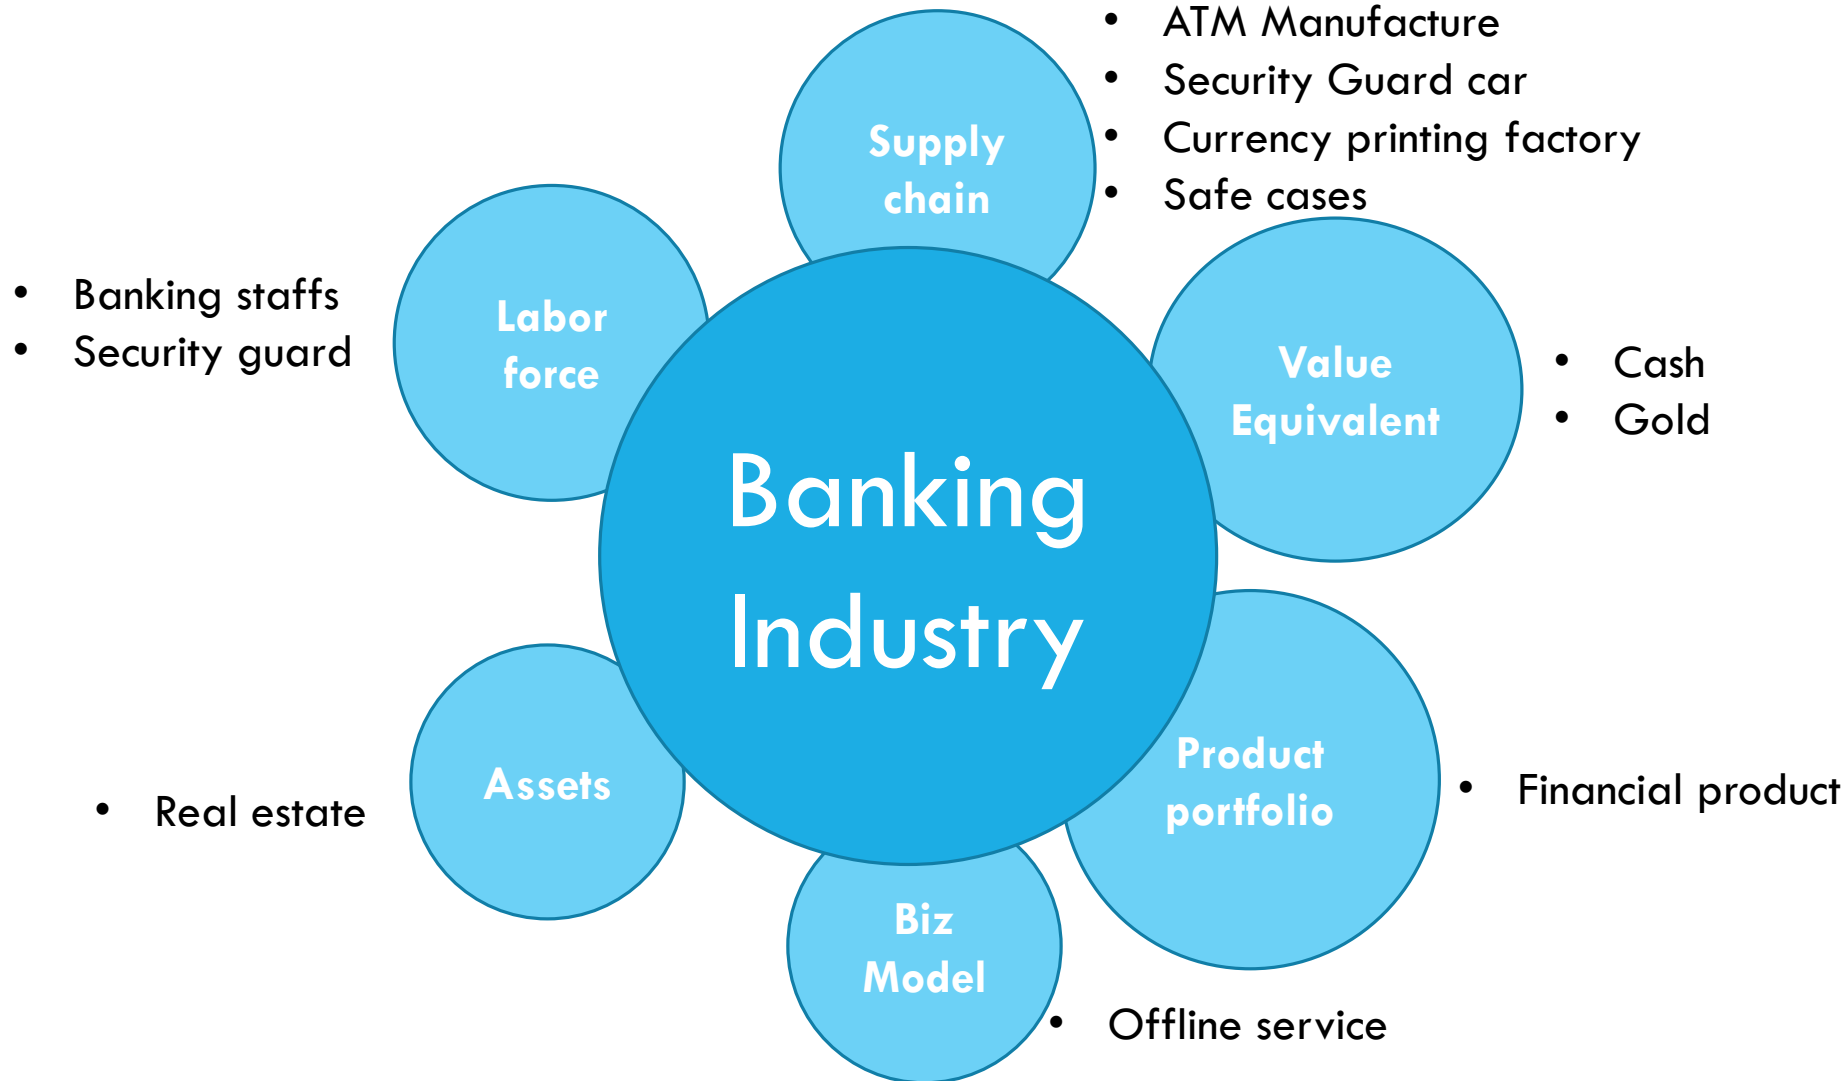 • ATM Manufacture
• Security Guard car
• Currency printing factory
• Safe cases
Supply
chain
• Banking staffs
• Security guard
Labor
force
Value
Equivalent
• Cash
• Gold
Banking
Industry
Assets
• Real estate
Product
portfolio
• Financial product
Biz
Model
• Offline service